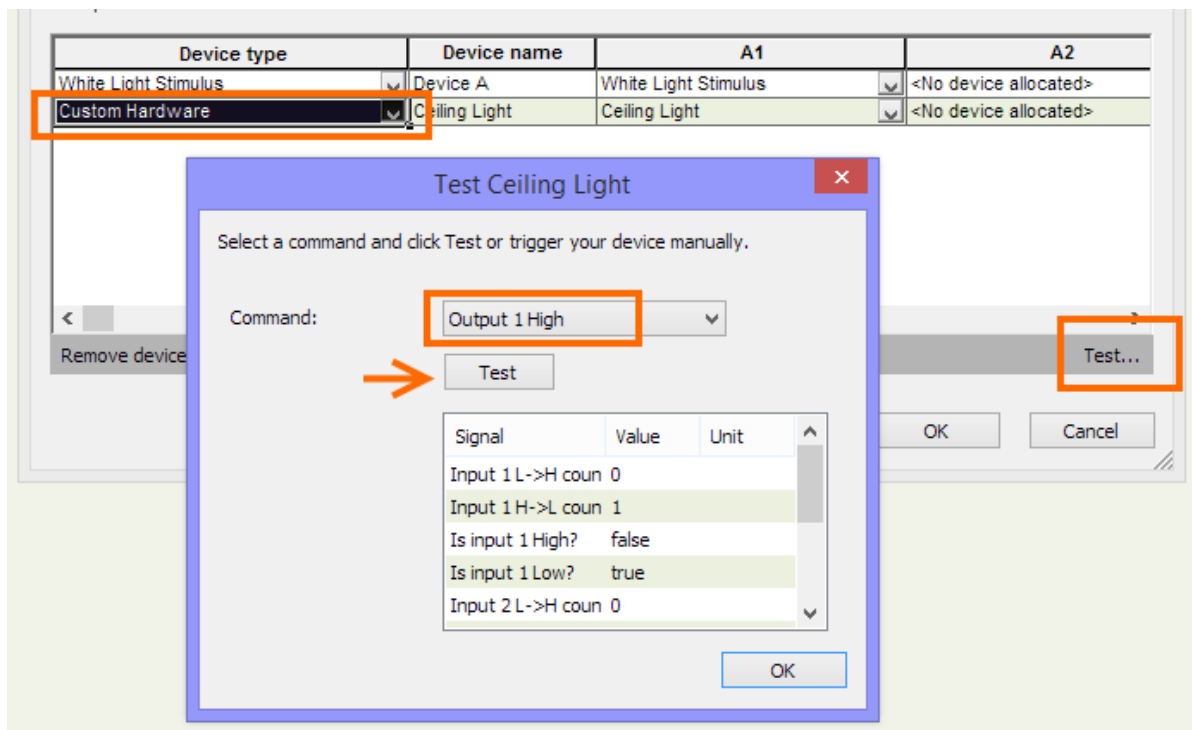 Device type Device name A1 A2
White Light Stimulus Device A White Light Stimulus <No device allocated>
Custom Hardware Ceiling Light Ceiling Light <No device allocated>
Test Ceiling Light
Select a command and click Test or trigger your device manually.
Command: Output 1 High
Remove device Test...
Test
OK Cancel
Signal Value Unit
Input 1 L->H coun 0
Input 1 H->L coun 1
Is input 1 High? false
Is input 1 Low? true
Input 2 L->H coun 0
OK